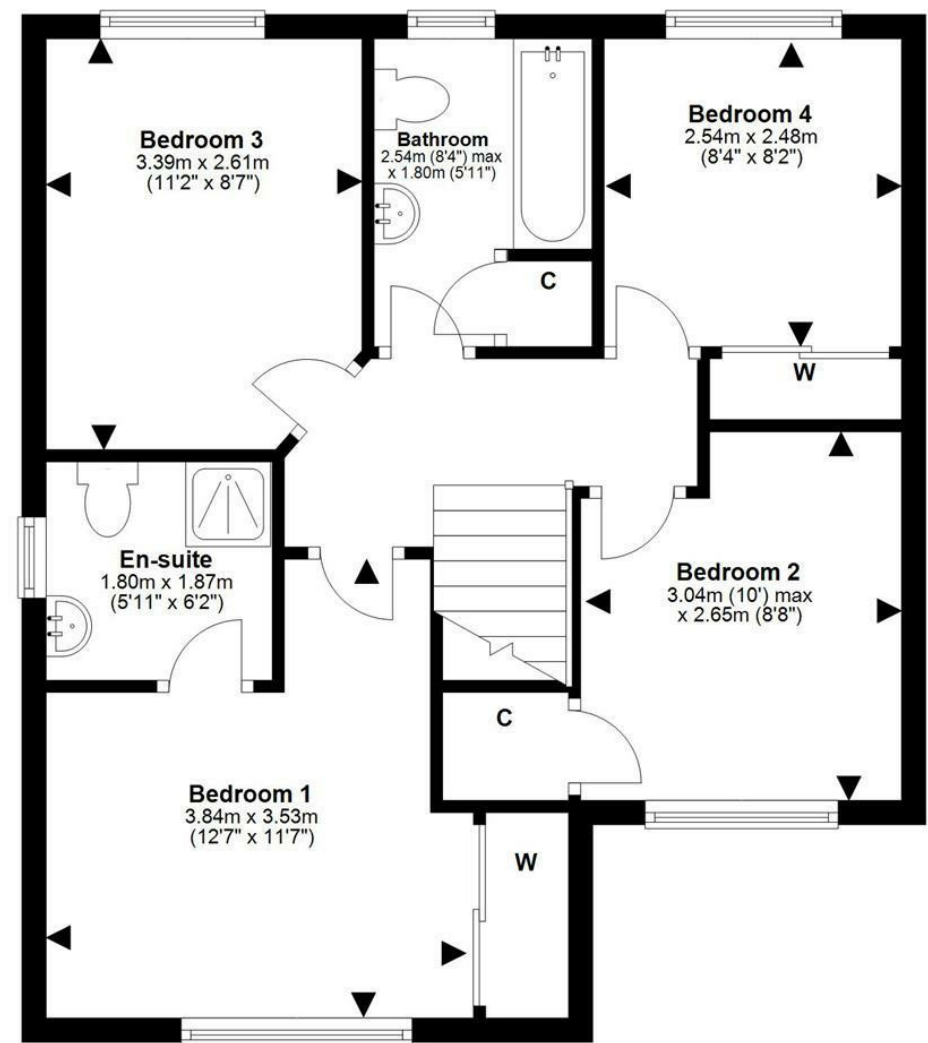 Bedroom 3
3.39m x 2.61m
(11'2" x 8'7")
Bathroom
2.54m (8'4") max
x 1.80m (5'11")
Bedroom 4
2.54m x 2.48m
(8'4" x 8'2")
C
W
En-suite
1.80m x 1.87m
(5'11" x 6'2")
Bedroom 2
3.04m (10') max
x 2.65m (8'8")
C
Bedroom 1
3.84m x 3.53m
(12'7" x 11'7")
W